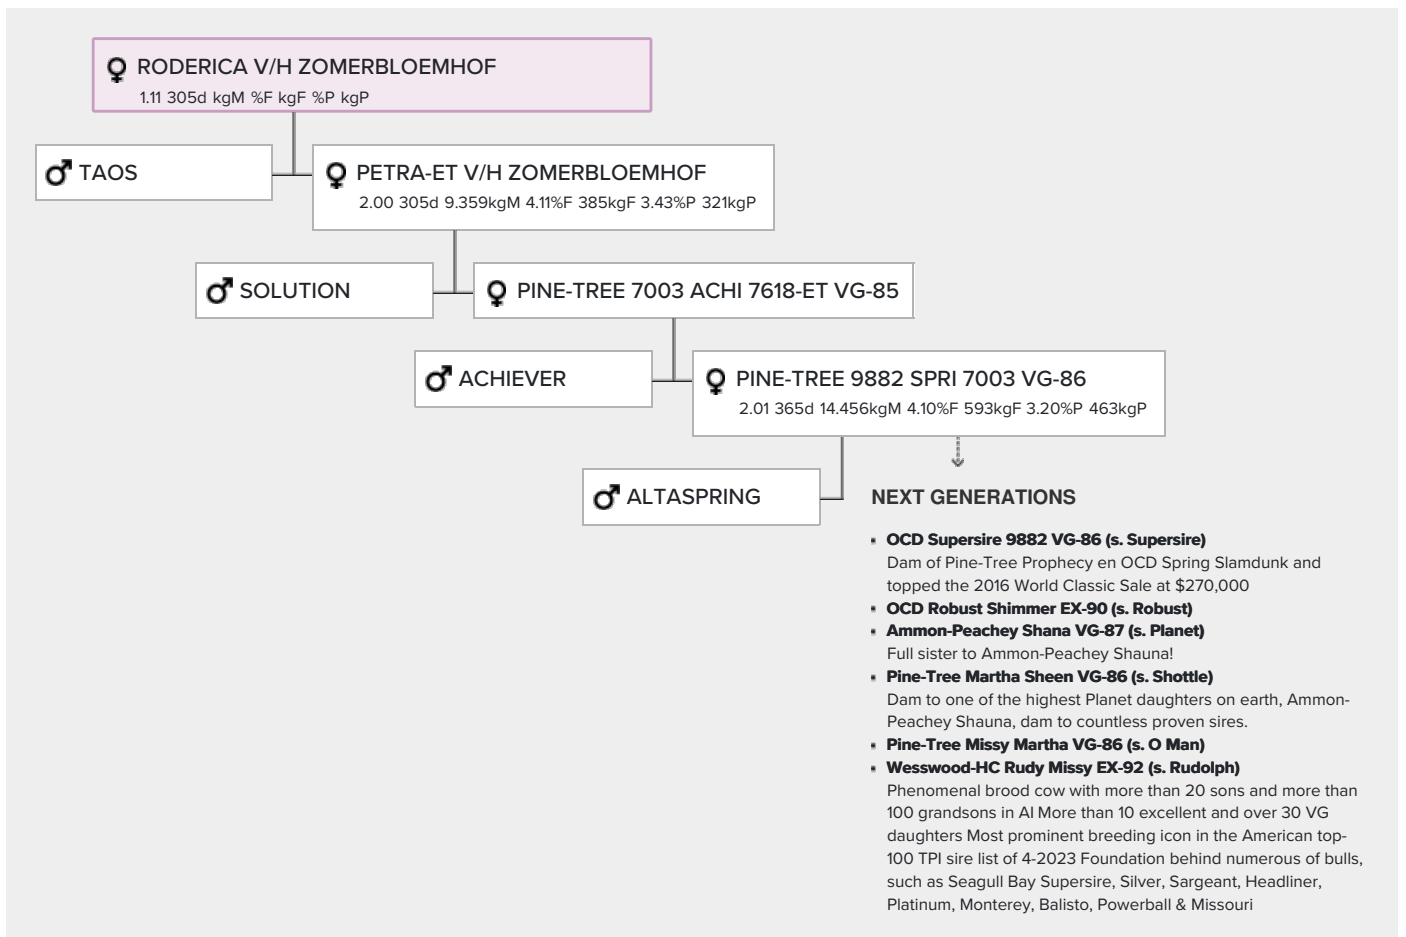 RODERICA V/H ZOMERBLOEMHOF
1.11 305d kgM %F kgF %P kgP
TAOS
PETRA-ET V/H ZOMERBLOEMHOF
2.00 305d 9.359kgM 4.11%F 385kgF 3.43%P 321kgP
SOLUTION
PINE-TREE 7003 ACHI 7618-ET VG-85
ACHIEVER
PINE-TREE 9882 SPRI 7003 VG-86
2.01 365d 14.456kgM 4.10%F 593kgF 3.20%P 463kgP
ALTASPRING
NEXT GENERATIONS
OCD Supersire 9882 VG-86 (s. Supersire)
Dam of Pine-Tree Prophecy en OCD Spring Slamdunk and
topped the 2016 World Classic Sale at $270,000
OCD Robust Shimmer EX-90 (s. Robust)
Ammon-Peachey Shana VG-87 (s. Planet)
Full sister to Ammon-Peachey Shauna!
Pine-Tree Martha Sheen VG-86 (s. Shottle)
Dam to one of the highest Planet daughters on earth, Ammon-
Peachey Shauna, dam to countless proven sires.
Pine-Tree Missy Martha VG-86 (s. O Man)
Wesswood-HC Rudy Missy EX-92 (s. Rudolph)
Phenomenal brood cow with more than 20 sons and more than
100 grandsons in AI More than 10 excellent and over 30 VG
daughters Most prominent breeding icon in the American top-
100 TPI sire list of 4-2023 Foundation behind numerous of bulls,
such as Seagull Bay Supersire, Silver, Sargeant, Headliner,
Platinum, Monterey, Balisto, Powerball & Missouri